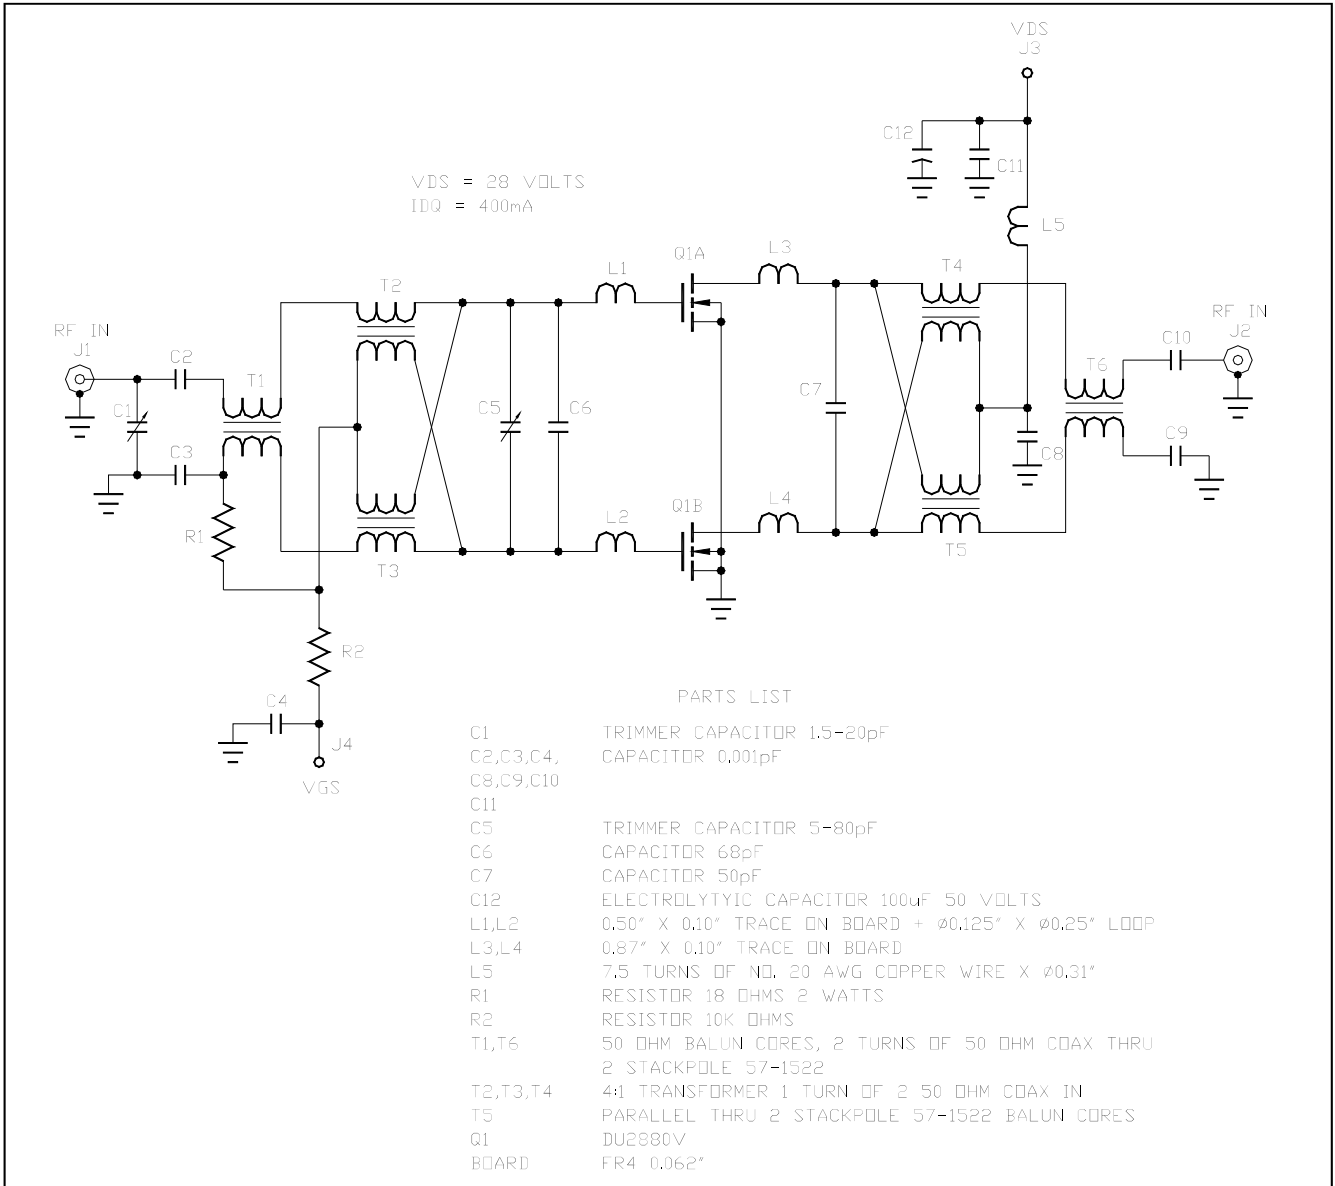 VDS
J3
C12
C11
VDS = 28 VOLTS
IDQ = 400mA
L5
Q1A
L3
L1
T2
T4
RF IN
J1
RF IN
J2
C2
C10
T1
T6
C1
C5
C6
C7
C3
C8
C9
Q1B
L4
L2
R1
T3
T5
R2
C4
J4
VGS
PARTS LIST
C1 TRIMMER CAPACITOR 1.5-20pF
C2,C3,C4, CAPACITOR 0.001pF
C8,C9,C10
C11
C5 TRIMMER CAPACITOR 5-80pF
C6 CAPACITOR 68pF
C7 CAPACITOR 50pF
C12 ELECTROLYTYIC CAPACITOR 100uF 50 VOLTS
L1,L2 0.50" X 0.10" TRACE ON BOARD + ø0.125" X ø0.25" LOOP
L3,L4 0.87" X 0.10" TRACE ON BOARD
L5 7.5 TURNS OF NO. 20 AWG COPPER WIRE X ø0.31"
R1 RESISTOR 18 OHMS 2 WATTS
R2 RESISTOR 10K OHMS
T1,T6 50 OHM BALUN CORES, 2 TURNS OF 50 OHM COAX THRU
2 STACKPOLE 57-1522
T2,T3,T4 4:1 TRANSFORMER 1 TURN OF 2 50 OHM COAX IN
T5 PARALLEL THRU 2 STACKPOLE 57-1522 BALUN CORES
Q1 DU2880V
BOARD FR4 0.062"